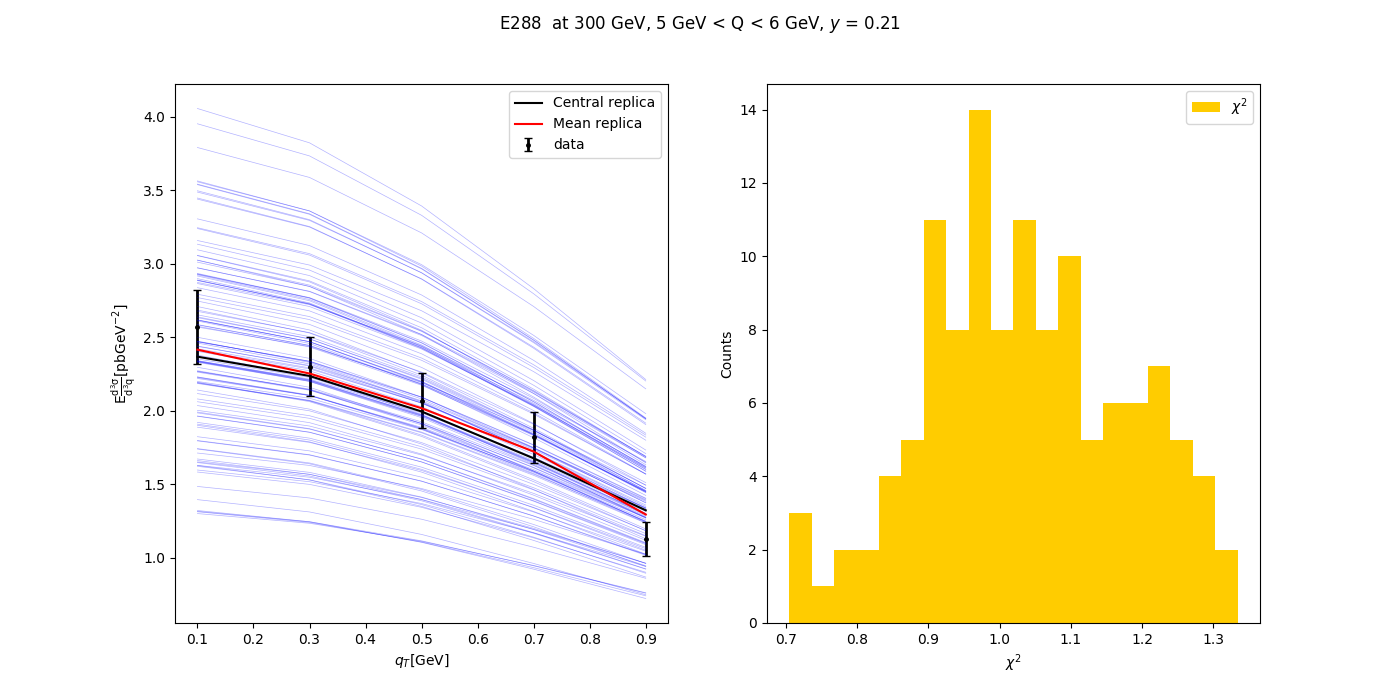 E288 at 300 GeV, 5 GeV < Q < 6 GeV, y = 0.21
Central replica
Mean replica
data
4.0
3.5
3.0
2.5
2.0
1.5
1.0
E d³σ/d³q [pbGeV⁻²]
0.1 0.2 0.3 0.4 0.5 0.6 0.7 0.8 0.9
q_T[GeV]
χ²
14
12
10
8
6
4
2
0
Counts
0.7 0.8 0.9 1.0 1.1 1.2 1.3
χ²